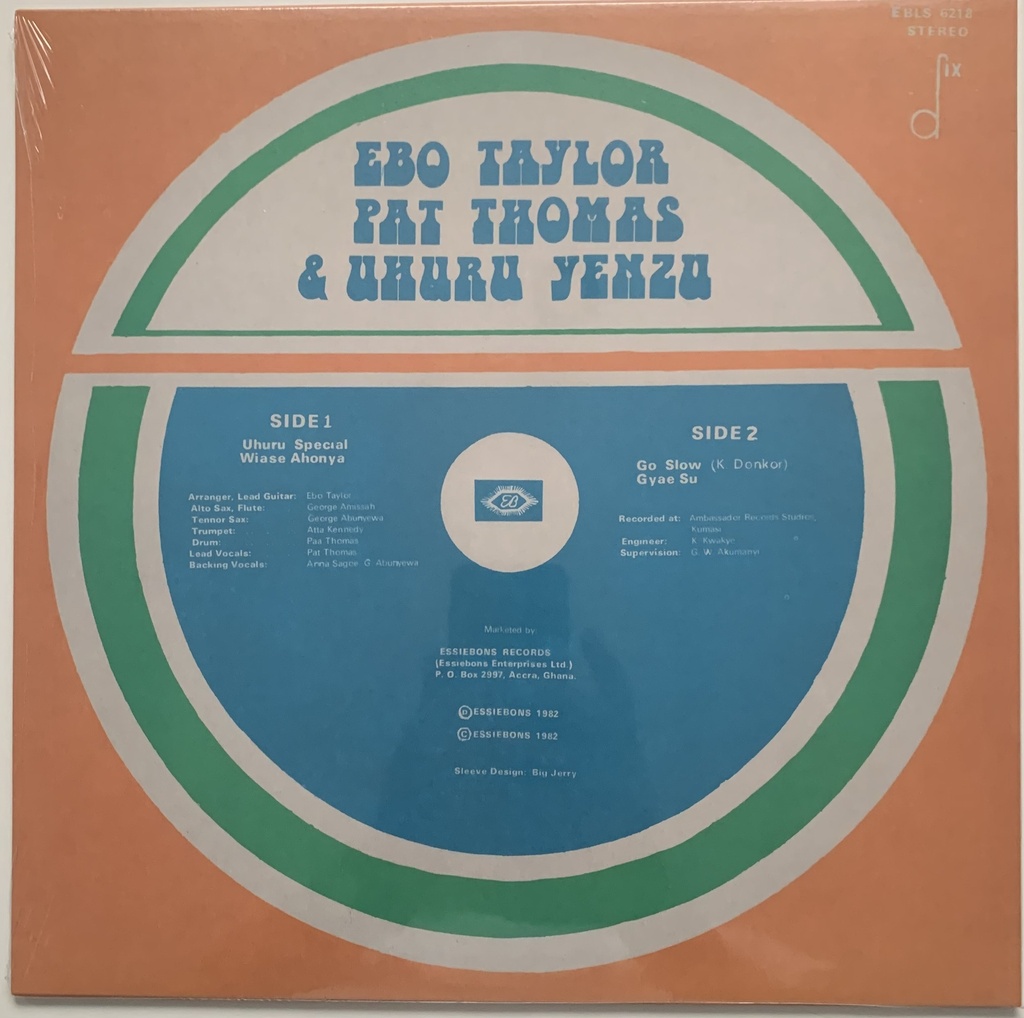 EBLS 6218
STEREO
dix
EBO TAYLOR
PAT THOMAS
& UHURU YENZU
SIDE 1
Uhuru Special
Wiase Ahonya
Arranger, Lead Guitar: Ebo Taylor
Alto Sax, Flute: George
Tennor Sax: George Abunyewa
Trumpet: Atta Kennedy
Drum: Paa Thomas
Lead Vocals: Pat Thomas
Backing Vocals: Anna Sagoe G. Abunyewa
EB
SIDE 2
Go Slow (K Donkor)
Gyae Su
Recorded at: Ambassador Records Studios,
Kumasi
Engineer: K. Kwakye
Supervision: G. W.
Marketed by
ESSIEBONS RECORDS
(Essiebons Enterprises Ltd.)
P. O. Box 2997, Accra, Ghana.
Ⓟ ESSIEBONS 1982
© ESSIEBONS 1982
Sleeve Design: Big Jerry